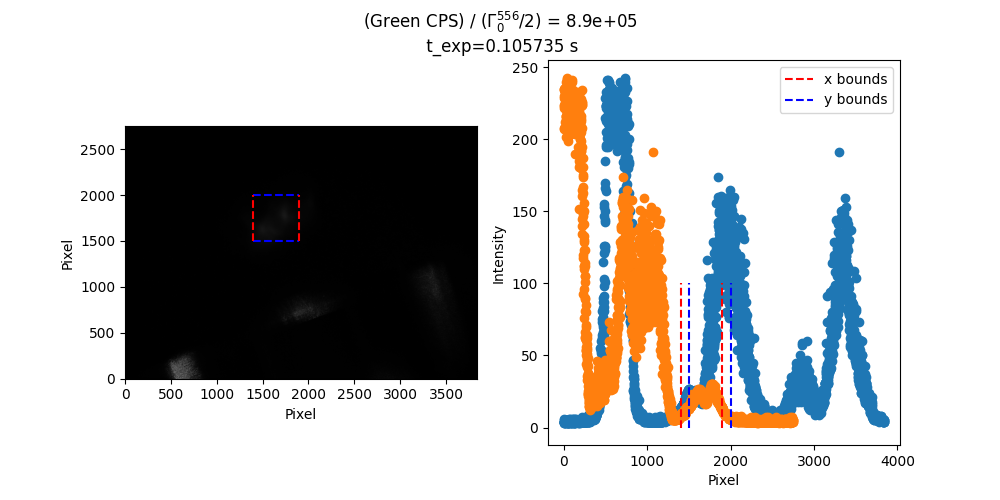 (Green CPS) / (Γ₀⁵⁵⁶/2) = 8.9e+05
t_exp=0.105735 s
2500
2000
1500
1000
500
0
Pixel
0 500 1000 1500 2000 2500 3000 3500
Pixel
250
200
150
100
50
0
Intensity
x bounds
y bounds
0 1000 2000 3000 4000
Pixel